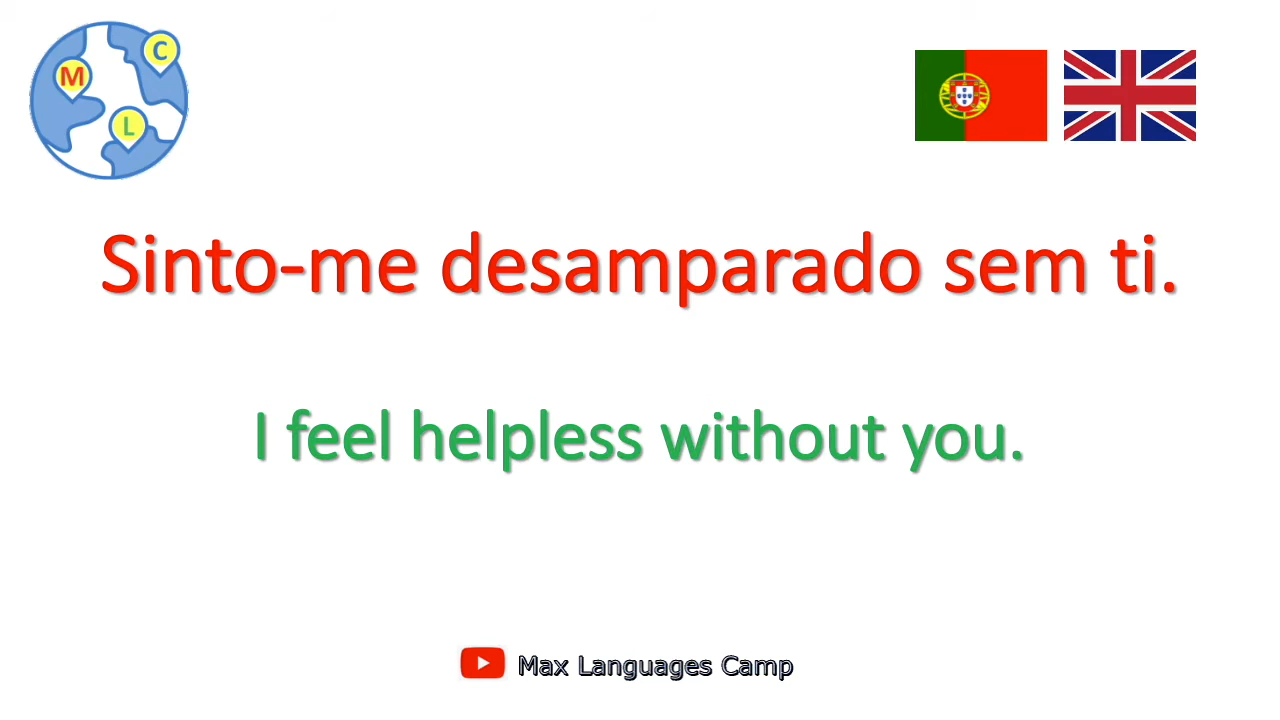 M
C
L
Sinto-me desamparado sem ti.
I feel helpless without you.
Max Languages Camp